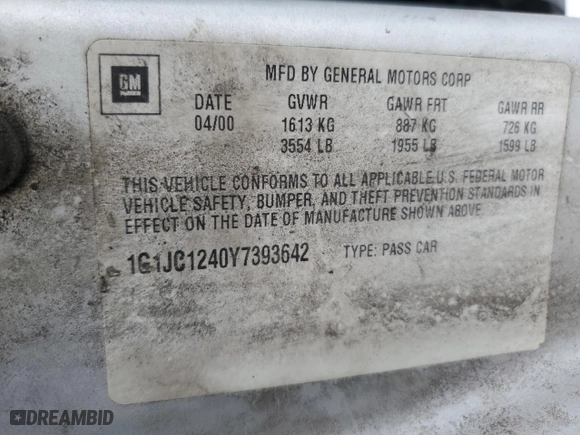 GM
MFD BY GENERAL MOTORS CORP
DATE GVWR GAWR FRT GAWR RR
04/00 1613 KG 887 KG 726 KG
3554 LB 1955 LB 1599 LB
THIS VEHICLE CONFORMS TO ALL APPLICABLE U.S. FEDERAL MOTOR
VEHICLE SAFETY, BUMPER, AND THEFT PREVENTION STANDARDS IN
EFFECT ON THE DATE OF MANUFACTURE SHOWN ABOVE.
1G1JC1240Y7393642 TYPE: PASS CAR
DREAMBID